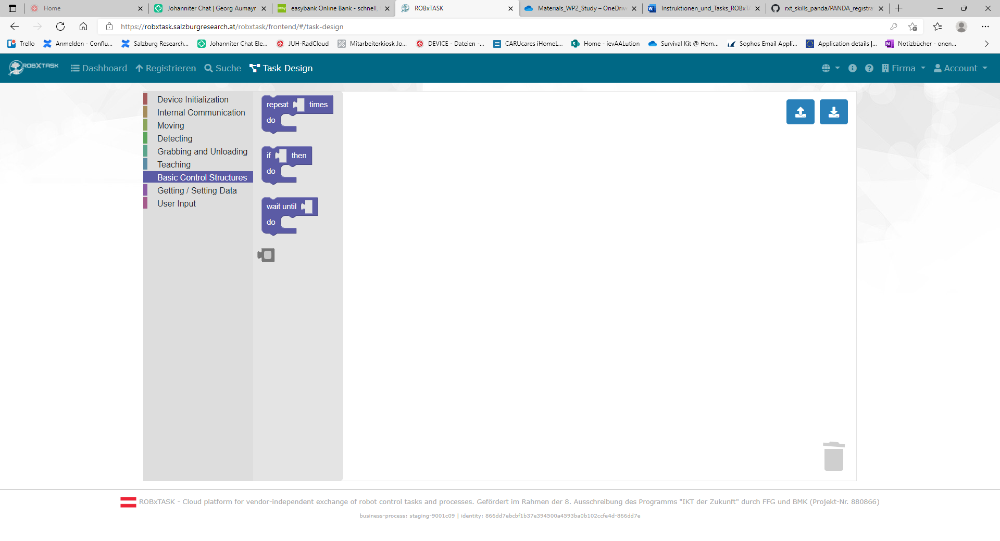 Home
Johanniter Chat | Georg Aumayr
easy
easybank Online Bank - schnell,
ROBxTASK
Materials_WP2_Study – OneDriv
Instruktionen_und_Tasks_ROBxTA
rxt_skills_panda/PANDA_registra
https://robxtask.salzburgresearch.at/robxtask/frontend/#/task-design
Trello
Anmelden - Conflu...
Salzburg Research...
Johanniter Chat Ele...
JUH-RadCloud
Mitarbeiterkiosk Jo...
DEVICE - Dateien -...
CARUcares iHomeL...
Home - ievAALution
Survival Kit @ Hom...
Sophos Email Appli...
Application details |...
Notizbücher - onen...
ROBXTASK
Dashboard
Registrieren
Suche
Task Design
Firma
Account
Device Initialization
Internal Communication
Moving
Detecting
Grabbing and Unloading
Teaching
Basic Control Structures
Getting / Setting Data
User Input
repeat times
do
if then
do
wait until
do
ROBxTASK - Cloud platform for vendor-independent exchange of robot control tasks and processes. Gefördert im Rahmen der 8. Ausschreibung des Programms "IKT der Zukunft" durch FFG und BMK (Projekt-Nr. 880866)
business-process: staging-9001c09 | identity: 866dd7ebcbf1b37e394500a4593ba0b102ccfe4d-866dd7e